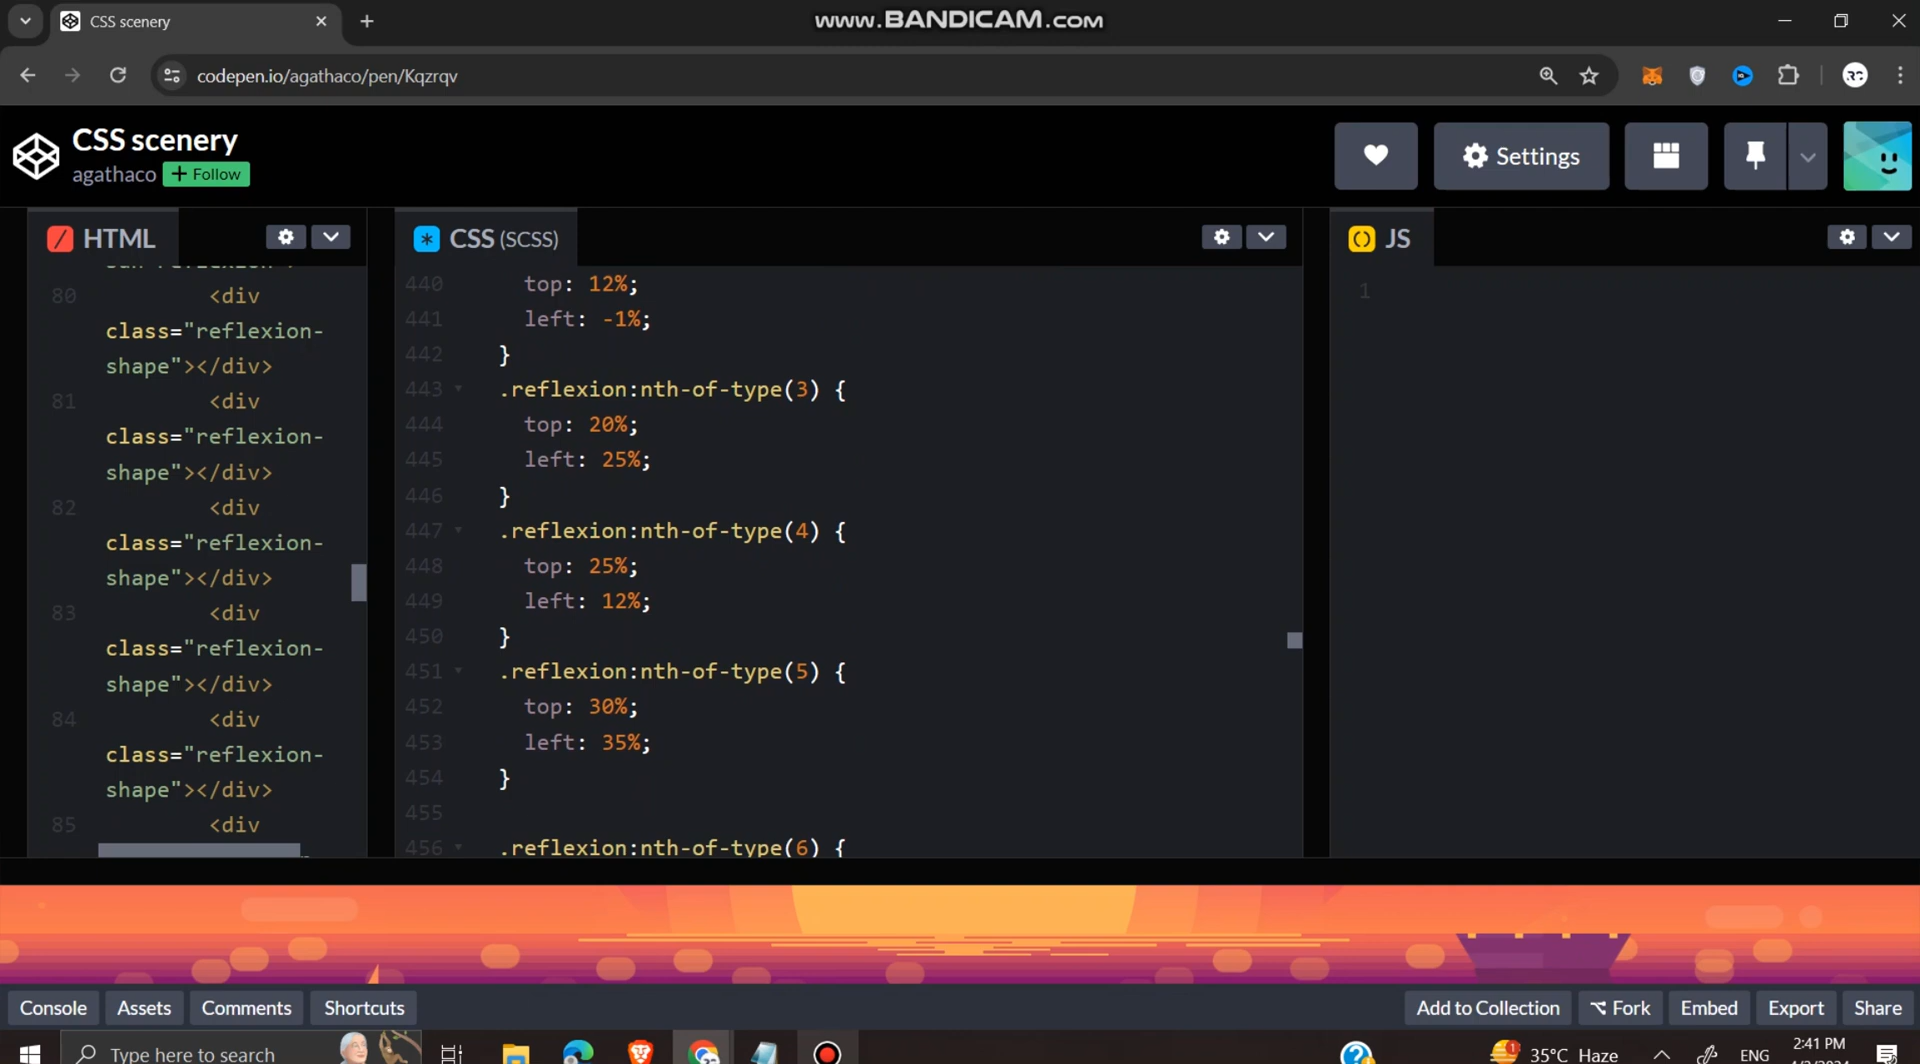 CSS scenery
www.BANDICAM.com
codepen.io/agathaco/pen/Kqzrqv
CSS scenery
agathaco + Follow
Settings
HTML
CSS (SCSS)
JS
80 <div
class="reflexion-
shape"></div>
81 <div
class="reflexion-
shape"></div>
82 <div
class="reflexion-
shape"></div>
83 <div
class="reflexion-
shape"></div>
84 <div
class="reflexion-
shape"></div>
85 <div
440 top: 12%;
441 left: -1%;
442 }
443 .reflexion:nth-of-type(3) {
444 top: 20%;
445 left: 25%;
446 }
447 .reflexion:nth-of-type(4) {
448 top: 25%;
449 left: 12%;
450 }
451 .reflexion:nth-of-type(5) {
452 top: 30%;
453 left: 35%;
454 }
455
456 .reflexion:nth-of-type(6) {
1
Console Assets Comments Shortcuts
Add to Collection Fork Embed Export Share
Type here to search
35°C Haze
ENG
2:41 PM